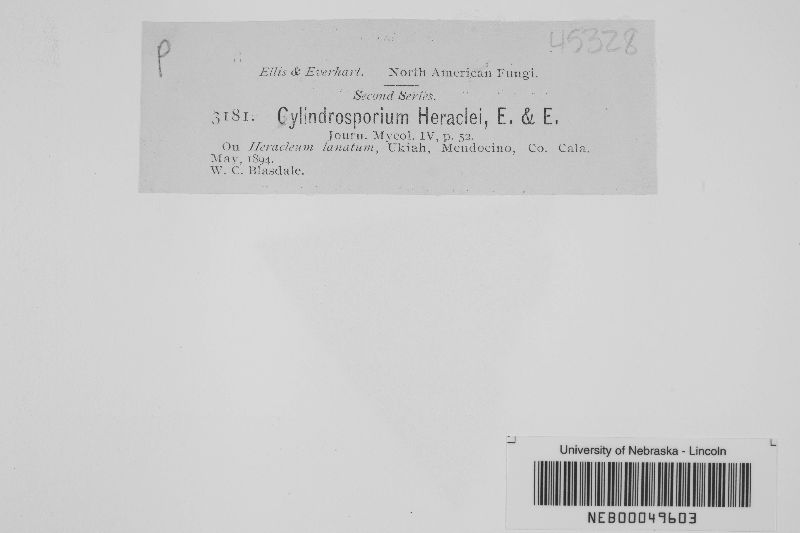 P
45328
Ellis & Everhart. North American Fungi.
Second Series.
3181. Cylindrosporium Heraclei, E. & E.
Journ. Mycol. IV, p. 52.
On Heracleum lanatum, Ukiah, Mendocino, Co. Cala.
May, 1894.
W. C. Blasdale.
University of Nebraska - Lincoln
NEB00049603